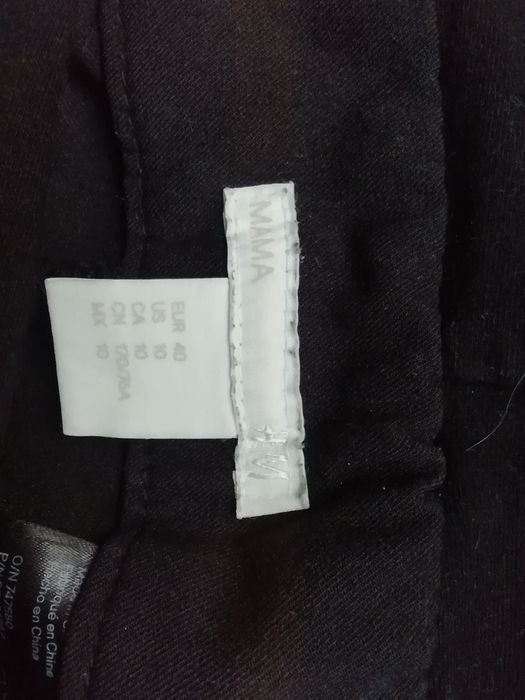 MAMA
EUR 40
US 10
CA 10
CN 170/76A
MX 10
Fabriqué en Chine
Hecho en China